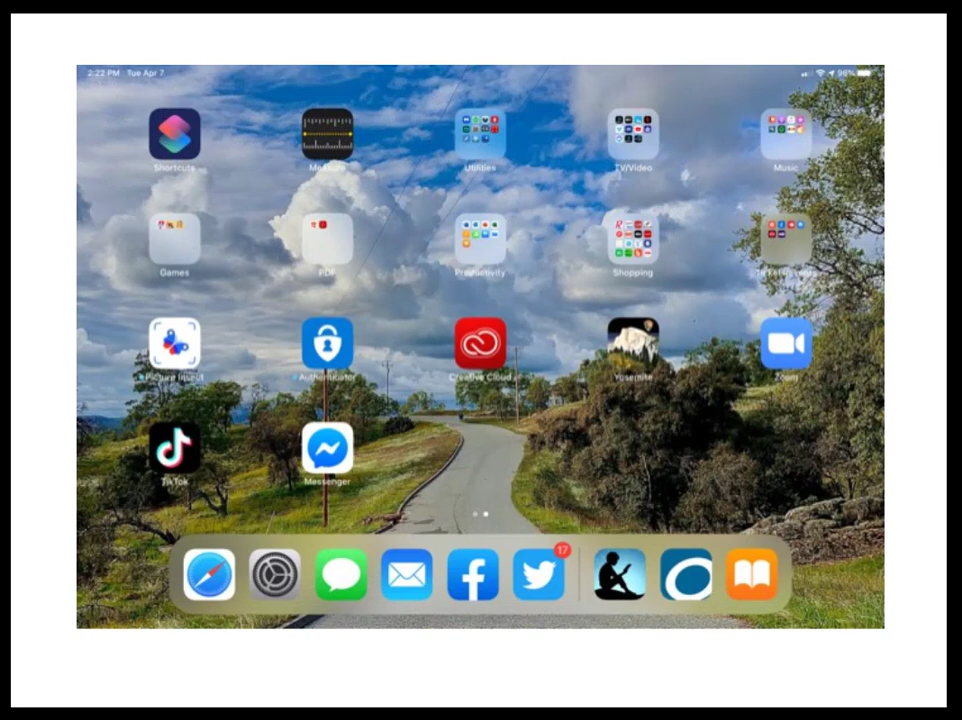 2:22 PM Tue Apr 7
98%
Shortcuts
Measure
Utilities
TV/Video
Music
Games
PDF
Productivity
Shopping
Picture Insect
Authenticator
Creative Cloud
Yosemite
Zoom
TikTok
Messenger
17